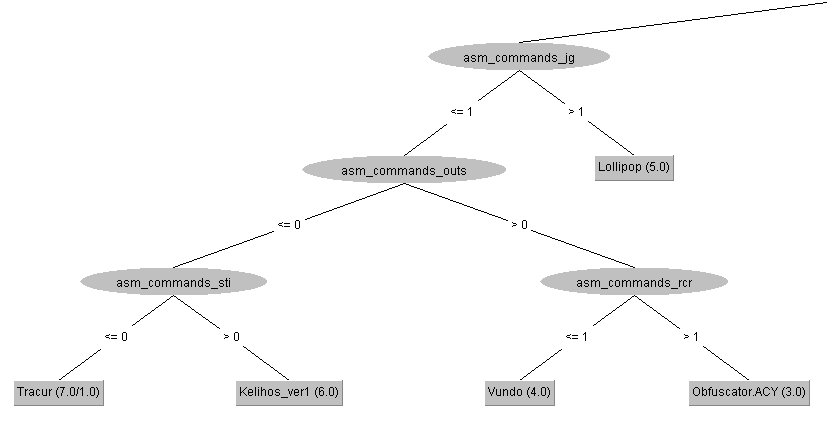 asm_commands_jg
<= 1
> 1
Lollipop (5.0)
asm_commands_outs
<= 0
> 0
asm_commands_sti
asm_commands_rcr
<= 0
> 0
<= 1
> 1
Tracur (7.0/1.0)
Kelihos_ver1 (6.0)
Vundo (4.0)
Obfuscator.ACY (3.0)